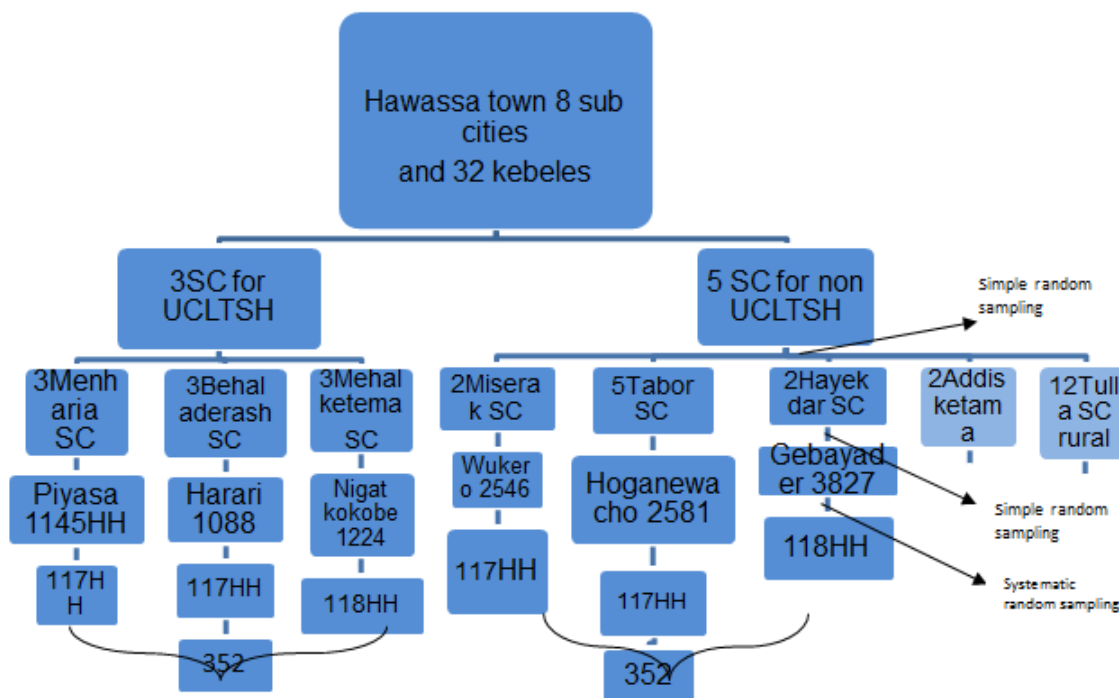 Hawassa town 8 sub
cities
and 32 kebeles
3SC for
UCLTSH
5 SC for non
UCLTSH
Simple random
sampling
3Menh
aria
SC
3Behal
aderash
SC
3Mehal
ketema
SC
2Misera
k SC
5Tabor
SC
2Hayek
dar SC
2Addis
ketam
a
12Tull
a SC
rural
Piyasa
1145HH
Harari
1088
Nigat
kokobe
1224
Wuker
o 2546
Hoganewa
cho 2581
Gebayad
er 3827
Simple random
sampling
117H
H
117HH
118HH
117HH
117HH
118HH
Systematic
random sampling
352
352